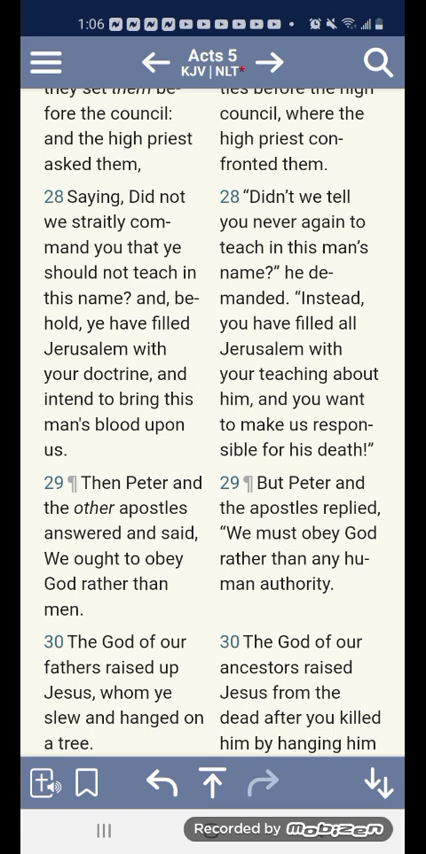 1:06
Acts 5
KJV | NLT*
they set them be-
fore the council:
and the high priest
asked them,
28 Saying, Did not
we straitly com-
mand you that ye
should not teach in
this name? and, be-
hold, ye have filled
Jerusalem with
your doctrine, and
intend to bring this
man's blood upon
us.
29 ¶ Then Peter and
the other apostles
answered and said,
We ought to obey
God rather than
men.
30 The God of our
fathers raised up
Jesus, whom ye
slew and hanged on
a tree.
ties before the high
council, where the
high priest con-
fronted them.
28 “Didn’t we tell
you never again to
teach in this man’s
name?” he de-
manded. “Instead,
you have filled all
Jerusalem with
your teaching about
him, and you want
to make us respon-
sible for his death!”
29 ¶ But Peter and
the apostles replied,
“We must obey God
rather than any hu-
man authority.
30 The God of our
ancestors raised
Jesus from the
dead after you killed
him by hanging him
Recorded by Mobizen